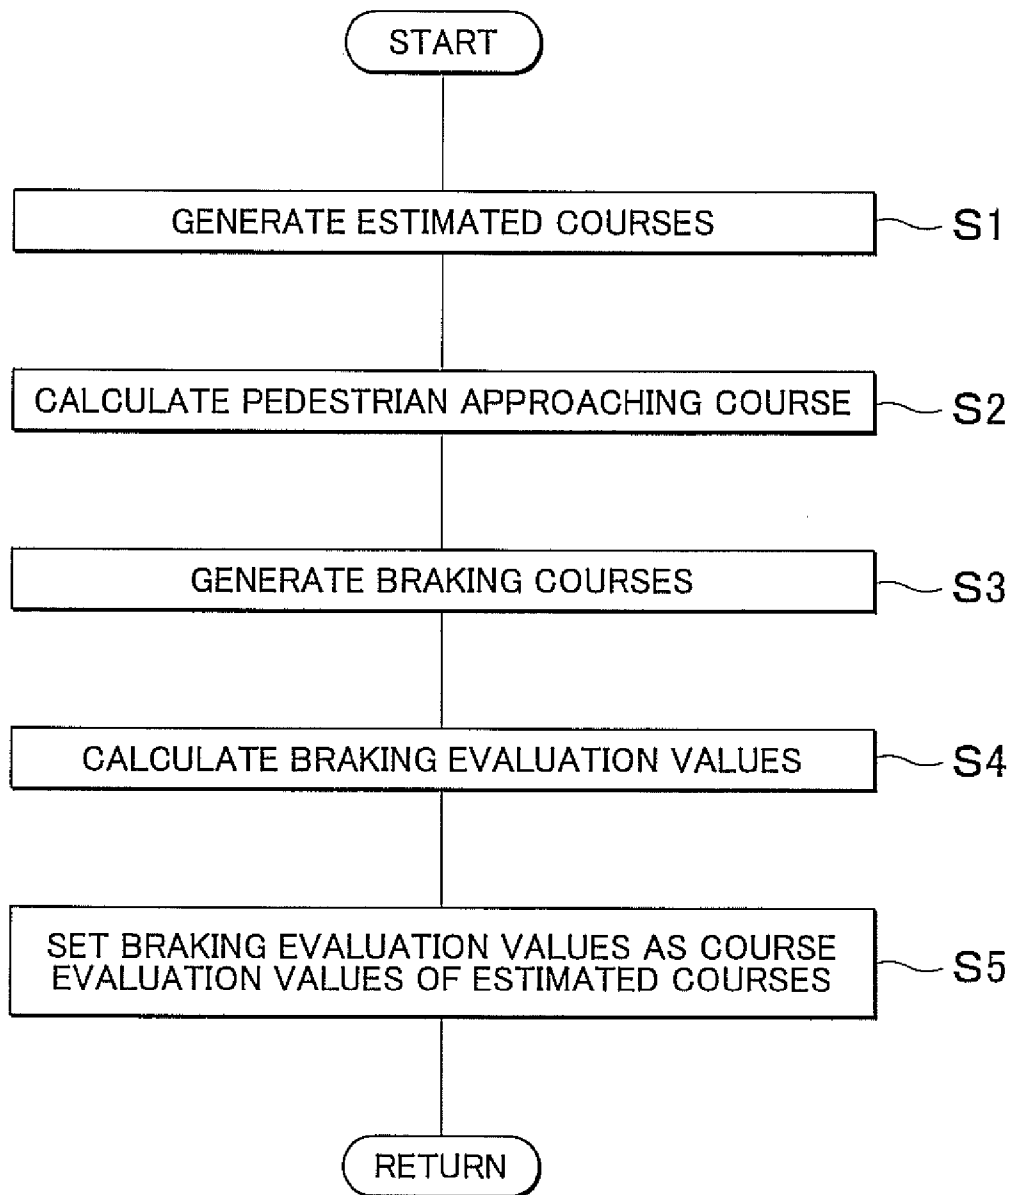 START
GENERATE ESTIMATED COURSES
S1
CALCULATE PEDESTRIAN APPROACHING COURSE
S2
GENERATE BRAKING COURSES
S3
CALCULATE BRAKING EVALUATION VALUES
S4
SET BRAKING EVALUATION VALUES AS COURSE
EVALUATION VALUES OF ESTIMATED COURSES
S5
RETURN